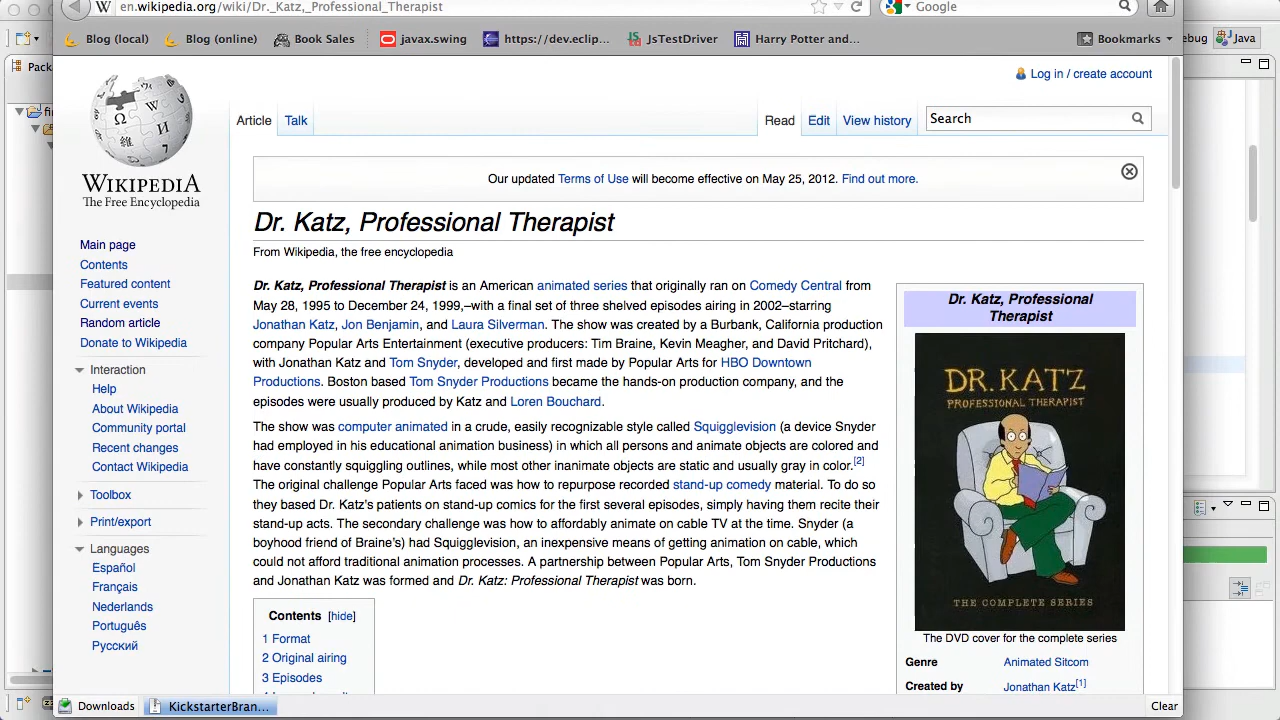 en.wikipedia.org/wiki/Dr._Katz,_Professional_Therapist
Google
Blog (local)
Blog (online)
Book Sales
javax.swing
https://dev.eclip...
JsTestDriver
Harry Potter and...
Bookmarks
ebug
Java
Pack
Log in / create account
Article
Talk
Read
Edit
View history
Search
WIKIPEDIA
The Free Encyclopedia
Our updated Terms of Use will become effective on May 25, 2012. Find out more.
Dr. Katz, Professional Therapist
From Wikipedia, the free encyclopedia
Main page
Contents
Featured content
Current events
Random article
Donate to Wikipedia
Interaction
Help
About Wikipedia
Community portal
Recent changes
Contact Wikipedia
Toolbox
Print/export
Languages
Español
Français
Nederlands
Português
Русский
Dr. Katz, Professional Therapist is an American animated series that originally ran on Comedy Central from
May 28, 1995 to December 24, 1999,–with a final set of three shelved episodes airing in 2002–starring
Jonathan Katz, Jon Benjamin, and Laura Silverman. The show was created by a Burbank, California production
company Popular Arts Entertainment (executive producers: Tim Braine, Kevin Meagher, and David Pritchard),
with Jonathan Katz and Tom Snyder, developed and first made by Popular Arts for HBO Downtown
Productions. Boston based Tom Snyder Productions became the hands-on production company, and the
episodes were usually produced by Katz and Loren Bouchard.
The show was computer animated in a crude, easily recognizable style called Squigglevision (a device Snyder
had employed in his educational animation business) in which all persons and animate objects are colored and
have constantly squiggling outlines, while most other inanimate objects are static and usually gray in color.[2]
The original challenge Popular Arts faced was how to repurpose recorded stand-up comedy material. To do so
they based Dr. Katz's patients on stand-up comics for the first several episodes, simply having them recite their
stand-up acts. The secondary challenge was how to affordably animate on cable TV at the time. Snyder (a
boyhood friend of Braine's) had Squigglevision, an inexpensive means of getting animation on cable, which
could not afford traditional animation processes. A partnership between Popular Arts, Tom Snyder Productions
and Jonathan Katz was formed and Dr. Katz: Professional Therapist was born.
Contents [hide]
1 Format
2 Original airing
3 Episodes
Dr. Katz, Professional
Therapist
DR. KATZ
PROFESSIONAL THERAPIST
THE COMPLETE SERIES
The DVD cover for the complete series
Genre Animated Sitcom
Created by Jonathan Katz[1]
Downloads
KickstarterBran...
Clear